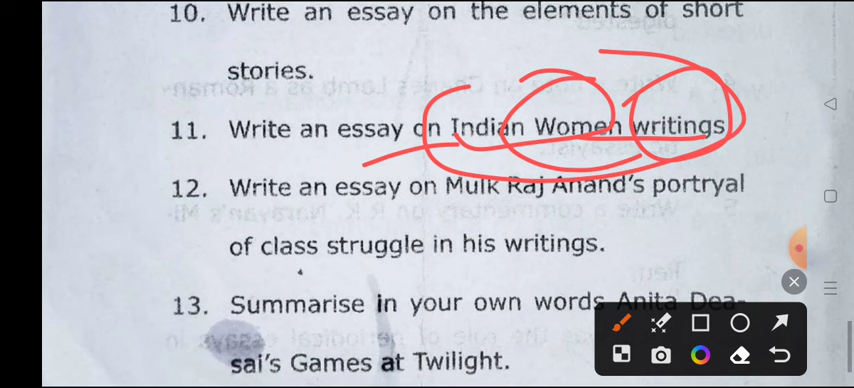 10. Write an essay on the elements of short
stories.
11. Write an essay on Indian Women writings
12. Write an essay on Mulk Raj Anand's portryal
of class struggle in his writings.
13. Summarise in your own words Anita Dea-
sai's Games at Twilight.